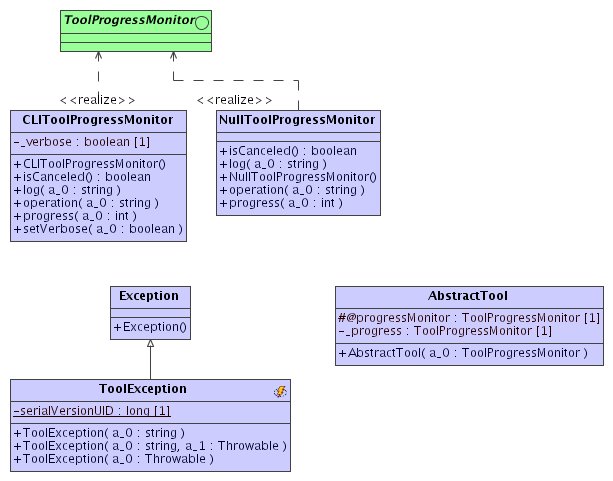 ToolProgressMonitor
<<realize>> <<realize>>
CLIToolProgressMonitor
-_verbose : boolean [1]
+CLIToolProgressMonitor()
+isCanceled() : boolean
+log( a_0 : string )
+operation( a_0 : string )
+progress( a_0 : int )
+setVerbose( a_0 : boolean )
NullToolProgressMonitor
+isCanceled() : boolean
+log( a_0 : string )
+NullToolProgressMonitor()
+operation( a_0 : string )
+progress( a_0 : int )
Exception
+Exception()
AbstractTool
#@progressMonitor : ToolProgressMonitor [1]
-_progress : ToolProgressMonitor [1]
+AbstractTool( a_0 : ToolProgressMonitor )
ToolException
-serialVersionUID : long [1]
+ToolException( a_0 : string )
+ToolException( a_0 : string, a_1 : Throwable )
+ToolException( a_0 : Throwable )